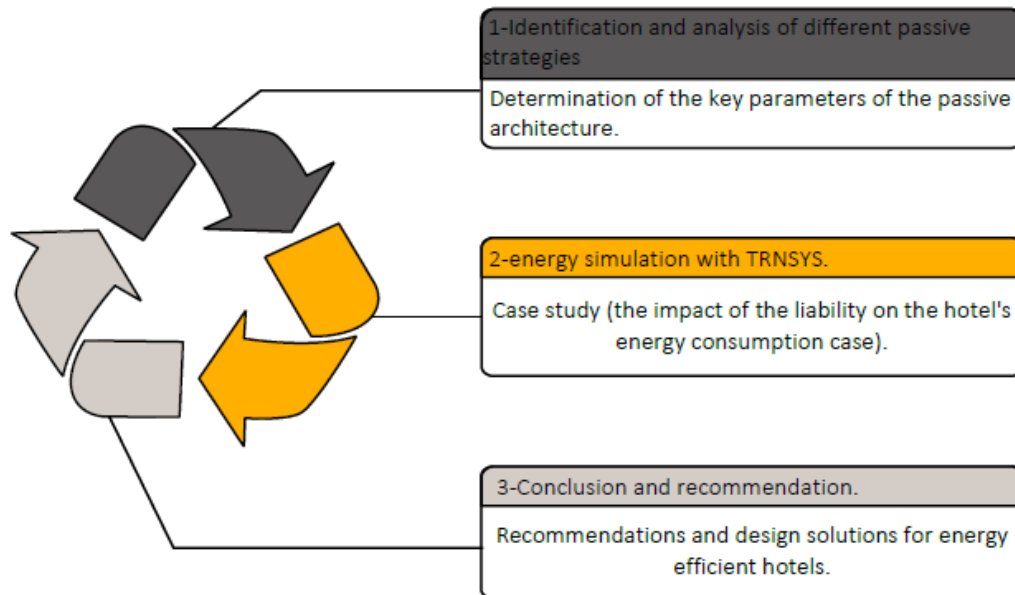 1-Identification and analysis of different passive
strategies
Determination of the key parameters of the passive
architecture.
2-energy simulation with TRNSYS.
Case study (the impact of the liability on the hotel's
energy consumption case).
3-Conclusion and recommendation.
Recommendations and design solutions for energy
efficient hotels.